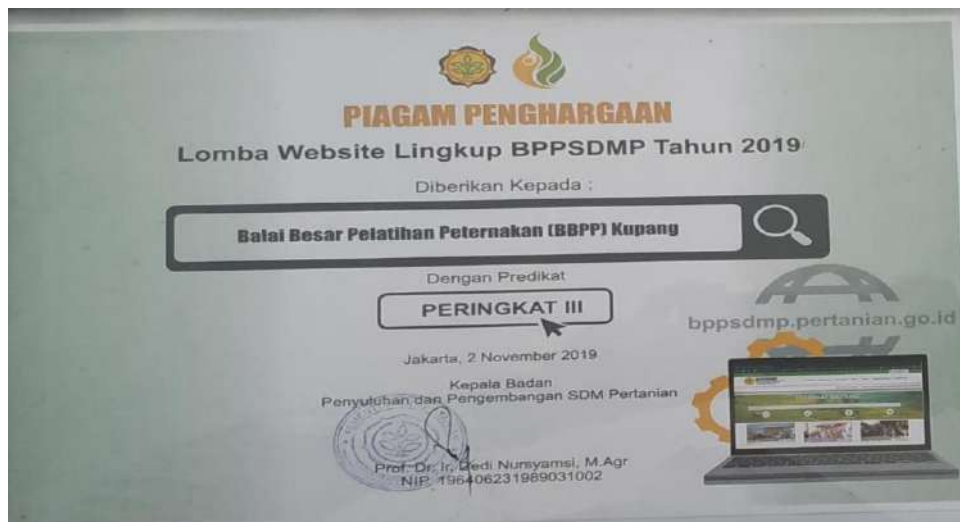 PIAGAM PENGHARGAAN
Lomba Website Lingkup BPPSDMP Tahun 2019
Diberikan Kepada :
Balai Besar Pelatihan Peternakan (BBPP) Kupang
Dengan Predikat
PERINGKAT III
bppsdmp.pertanian.go.id
Jakarta, 2 November 2019
Kepala Badan
Penyuluhan dan Pengembangan SDM Pertanian
Prof. Dr. Ir. Dedi Nursyamsi, M.Agr
NIP. 196406231989031002